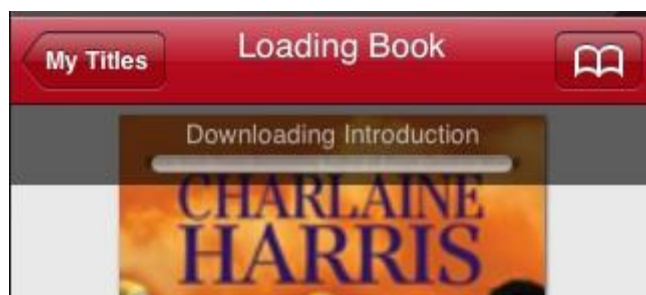 My Titles
Loading Book
Downloading Introduction
CHARLAINE
HARRIS